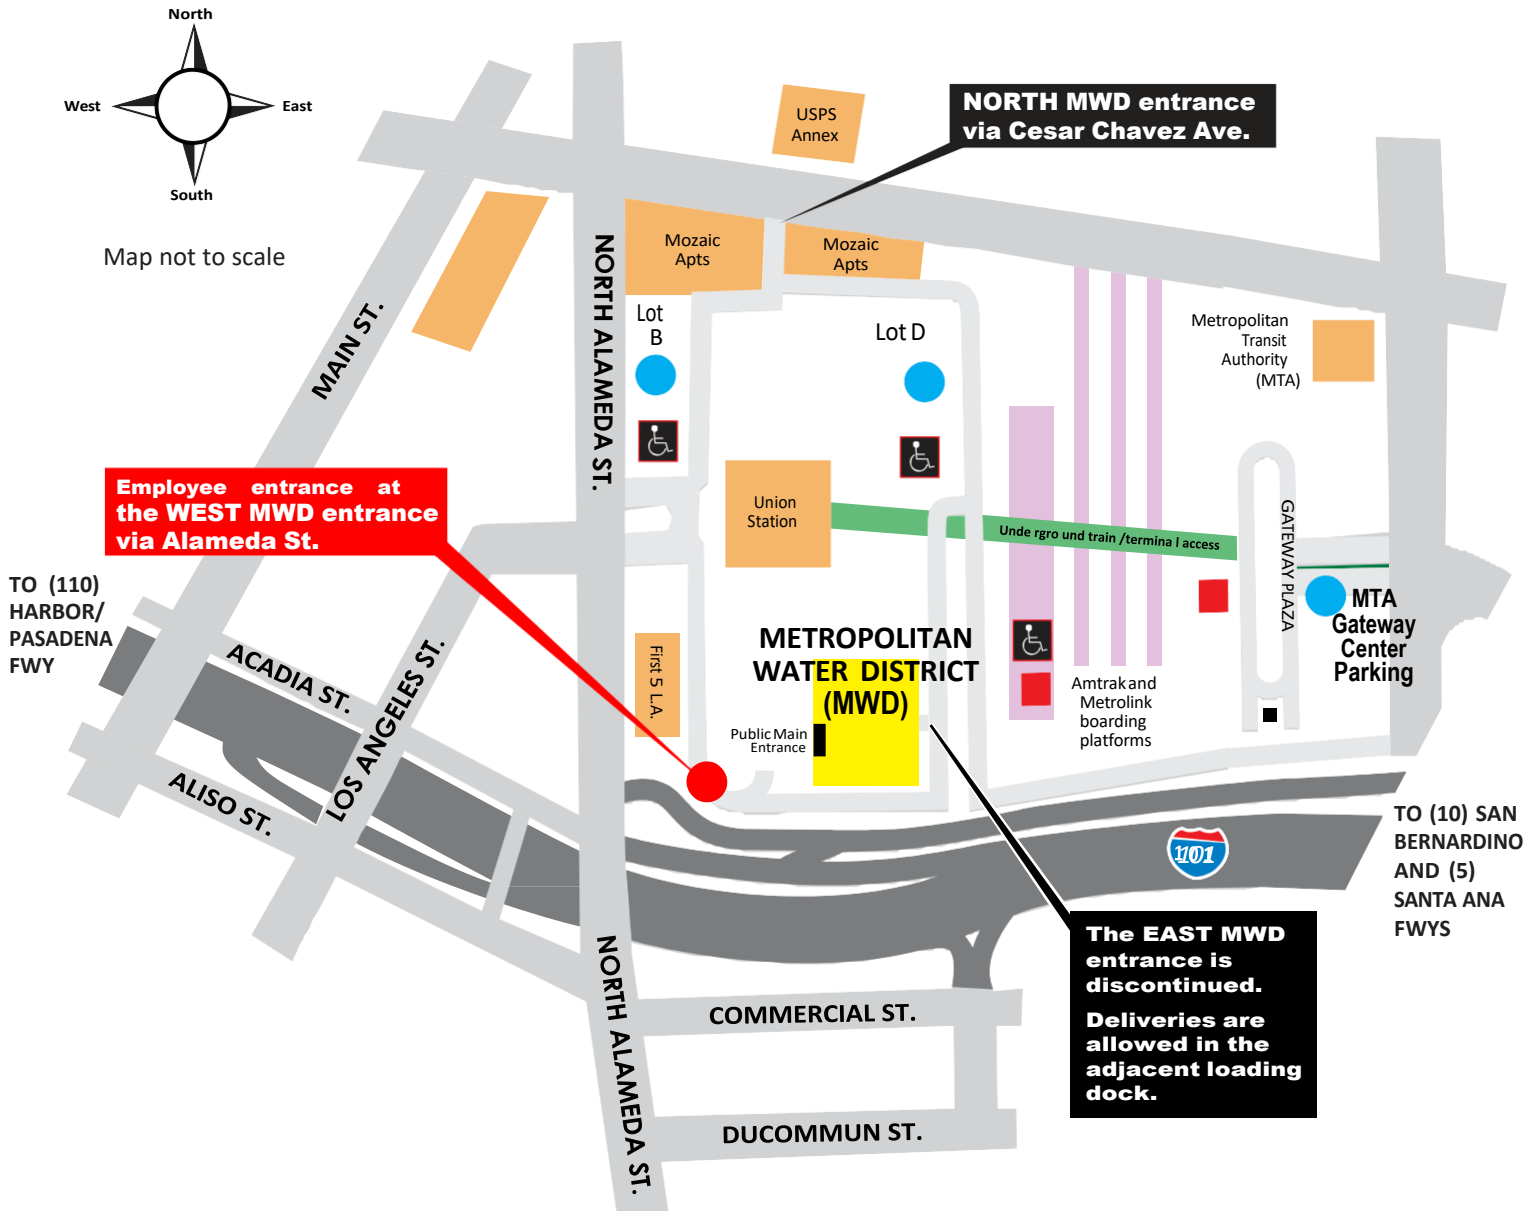 North
West
East
South
Map not to scale
USPS
Annex
NORTH MWD entrance
via Cesar Chavez Ave.
Mozaic
Apts
Mozaic
Apts
MAIN ST.
NORTH ALAMEDA ST.
Lot
B
Lot D
Metropolitan
Transit
Authority
(MTA)
Employee entrance at
the WEST MWD entrance
via Alameda St.
Union
Station
Unde rgro und train /termina l access
GATEWAY PLAZA
TO (110)
HARBOR/
PASADENA
FWY
MTA
Gateway
Center
Parking
ACADIA ST.
LOS ANGELES ST.
First 5 L.A.
METROPOLITAN
WATER DISTRICT
(MWD)
Public Main
Entrance
Amtrak and
Metrolink
boarding
platforms
ALISO ST.
TO (10) SAN
BERNARDINO
AND (5)
SANTA ANA
FWYS
The EAST MWD
entrance is
discontinued.
Deliveries are
allowed in the
adjacent loading
dock.
NORTH ALAMEDA ST.
COMMERCIAL ST.
DUCOMMUN ST.